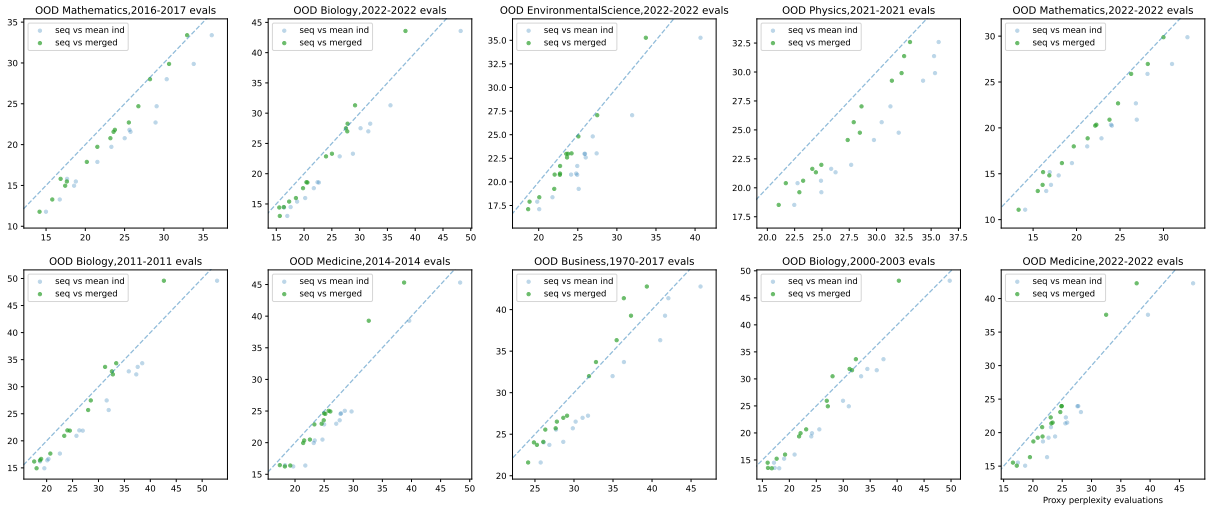 OOD Mathematics,2016-2017 evals
seq vs mean ind
seq vs merged
35
30
25
20
15
10
15 20 25 30 35
OOD Biology,2022-2022 evals
seq vs mean ind
seq vs merged
45
40
35
30
25
20
15
15 20 25 30 35 40 45 50
OOD EnvironmentalScience,2022-2022 evals
seq vs mean ind
seq vs merged
35.0
32.5
30.0
27.5
25.0
22.5
20.0
17.5
20 25 30 35 40
OOD Physics,2021-2021 evals
seq vs mean ind
seq vs merged
32.5
30.0
27.5
25.0
22.5
20.0
17.5
20.0 22.5 25.0 27.5 30.0 32.5 35.0 37.5
OOD Mathematics,2022-2022 evals
seq vs mean ind
seq vs merged
30
25
20
15
10
15 20 25 30
OOD Biology,2011-2011 evals
seq vs mean ind
seq vs merged
50
45
40
35
30
25
20
15
20 25 30 35 40 45 50
OOD Medicine,2014-2014 evals
seq vs mean ind
seq vs merged
45
40
35
30
25
20
15
20 25 30 35 40 45 50
OOD Business,1970-2017 evals
seq vs mean ind
seq vs merged
40
35
30
25
20
25 30 35 40 45
OOD Biology,2000-2003 evals
seq vs mean ind
seq vs merged
50
45
40
35
30
25
20
15
15 20 25 30 35 40 45 50
OOD Medicine,2022-2022 evals
seq vs mean ind
seq vs merged
40
35
30
25
20
15
15 20 25 30 35 40 45
Proxy perplexity evaluations